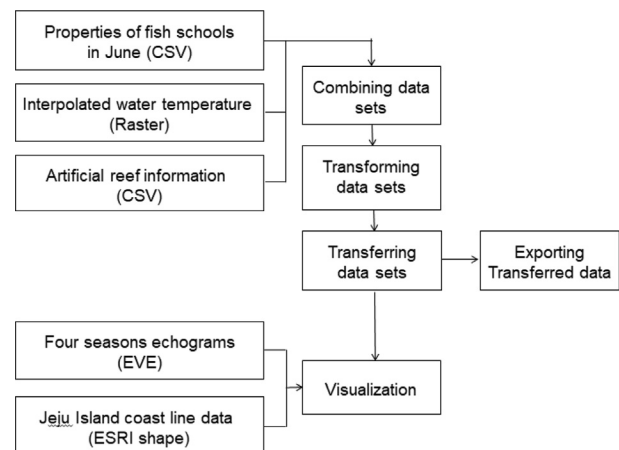 Properties of fish schools
in June (CSV)
Interpolated water temperature
(Raster)
Artificial reef information
(CSV)
Combining data
sets
Transforming
data sets
Transferring
data sets
Exporting
Transferred data
Four seasons echograms
(EVE)
Jeju Island coast line data
(ESRI shape)
Visualization